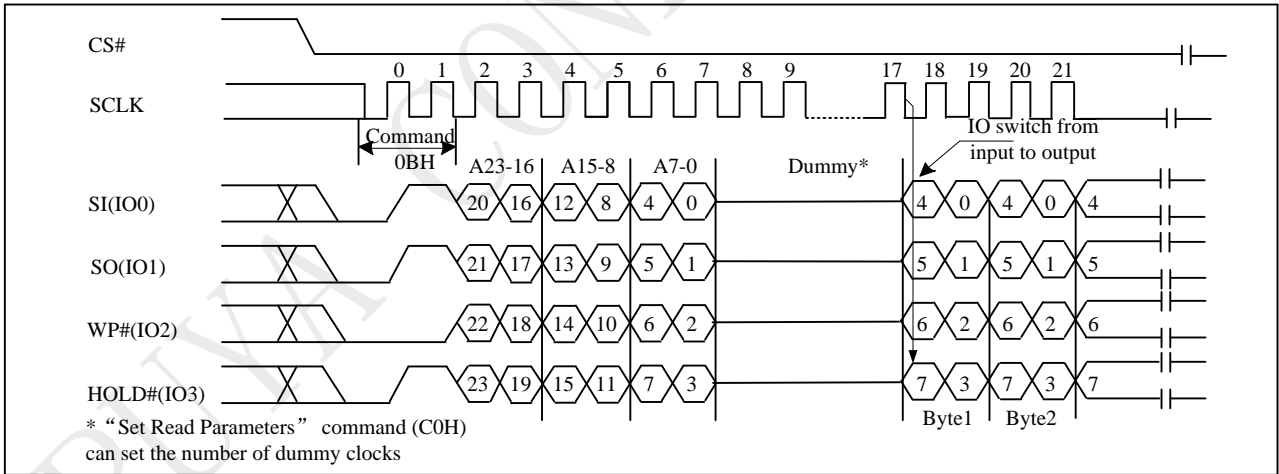 CS#
0 1 2 3 4 5 6 7 8 9 17 18 19 20 21
SCLK
Command
0BH
IO switch from
input to output
A23-16 A15-8 A7-0 Dummy*
SI(IO0) 20 16 12 8 4 0 4 0 4 0 4
SO(IO1) 21 17 13 9 5 1 5 1 5 1 5
WP#(IO2) 22 18 14 10 6 2 6 2 6 2 6
HOLD#(IO3) 23 19 15 11 7 3 7 3 7 3 7
Byte1 Byte2
* “Set Read Parameters” command (C0H)
can set the number of dummy clocks
PUYA CON